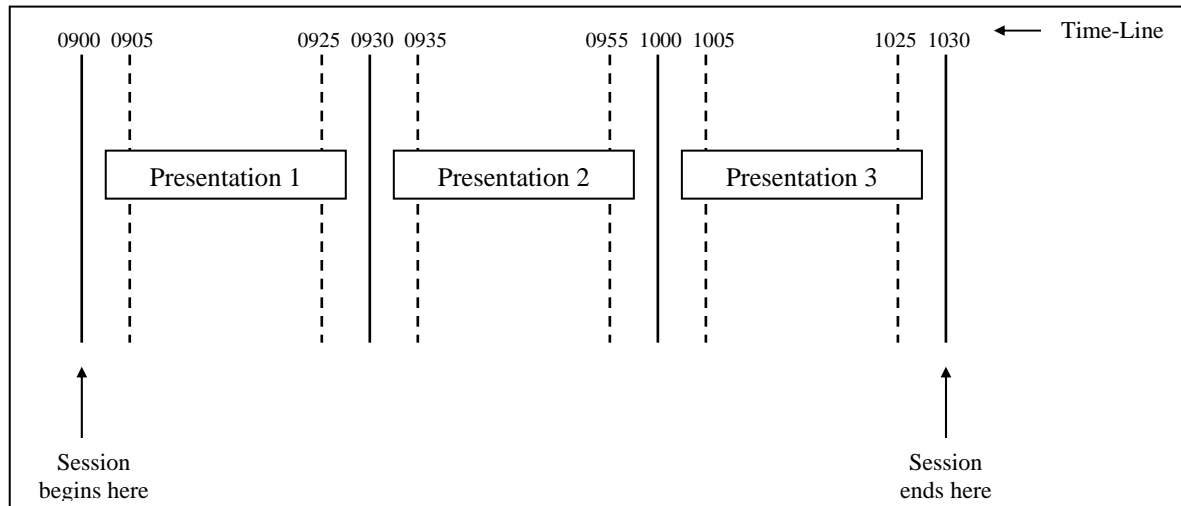 Time-Line
0900 0905 0925 0930 0935 0955 1000 1005 1025 1030
Presentation 1 Presentation 2 Presentation 3
Session
begins here
Session
ends here